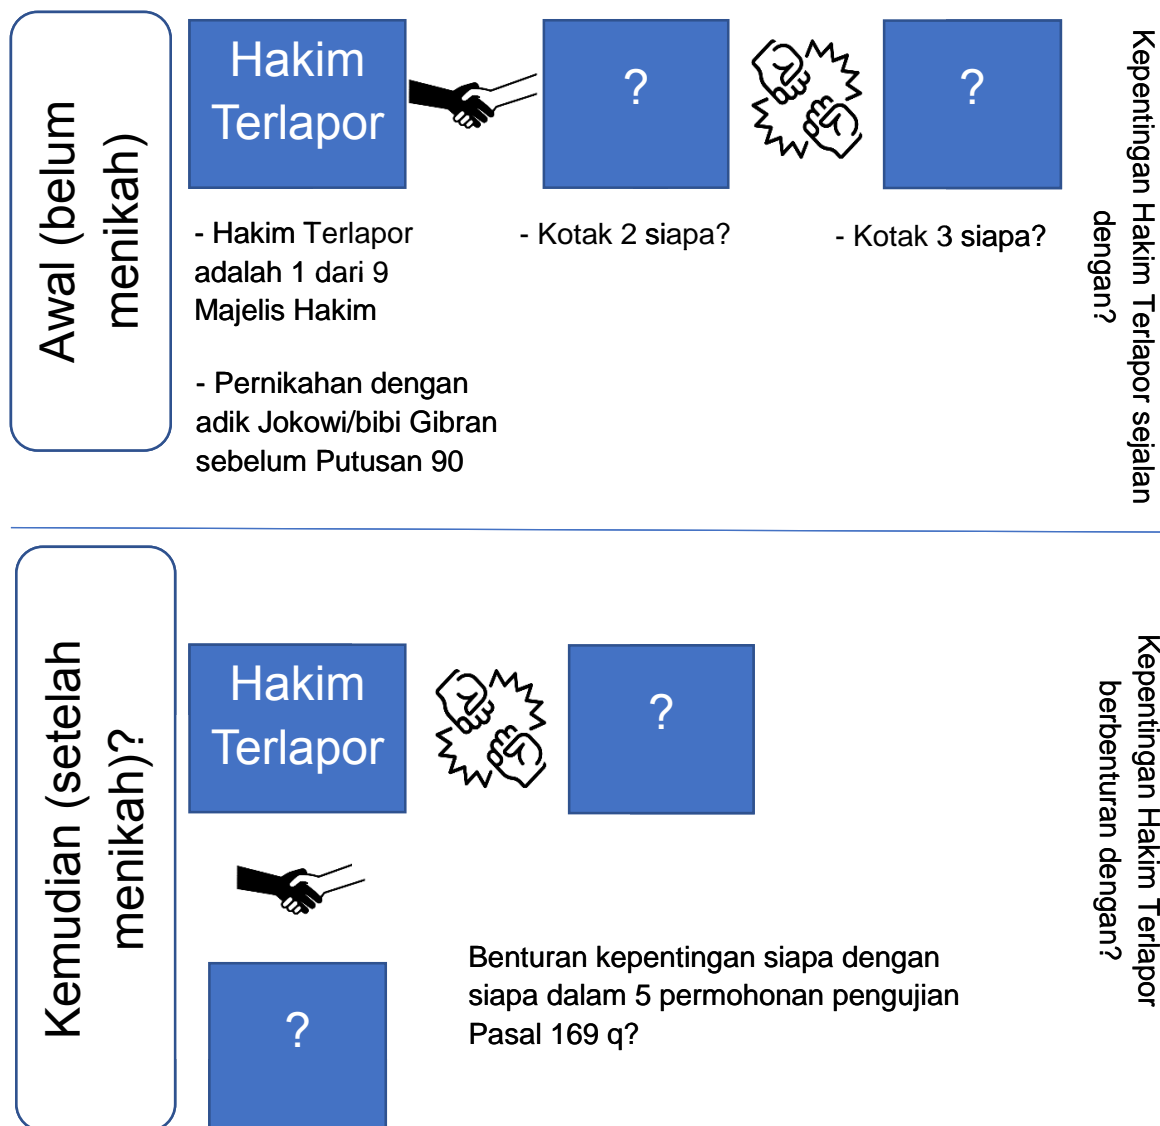 Awal (belum
menikah)
Hakim
Terlapor
?
?
- Hakim Terlapor
adalah 1 dari 9
Majelis Hakim
- Pernikahan dengan
adik Jokowi/bibi Gibran
sebelum Putusan 90
- Kotak 2 siapa?
- Kotak 3 siapa?
Kepentingan Hakim Terlapor sejalan
dengan?
Kemudian (setelah
menikah)?
Hakim
Terlapor
?
?
Benturan kepentingan siapa dengan
siapa dalam 5 permohonan pengujian
Pasal 169 q?
Kepentingan Hakim Terlapor
berbenturan dengan?